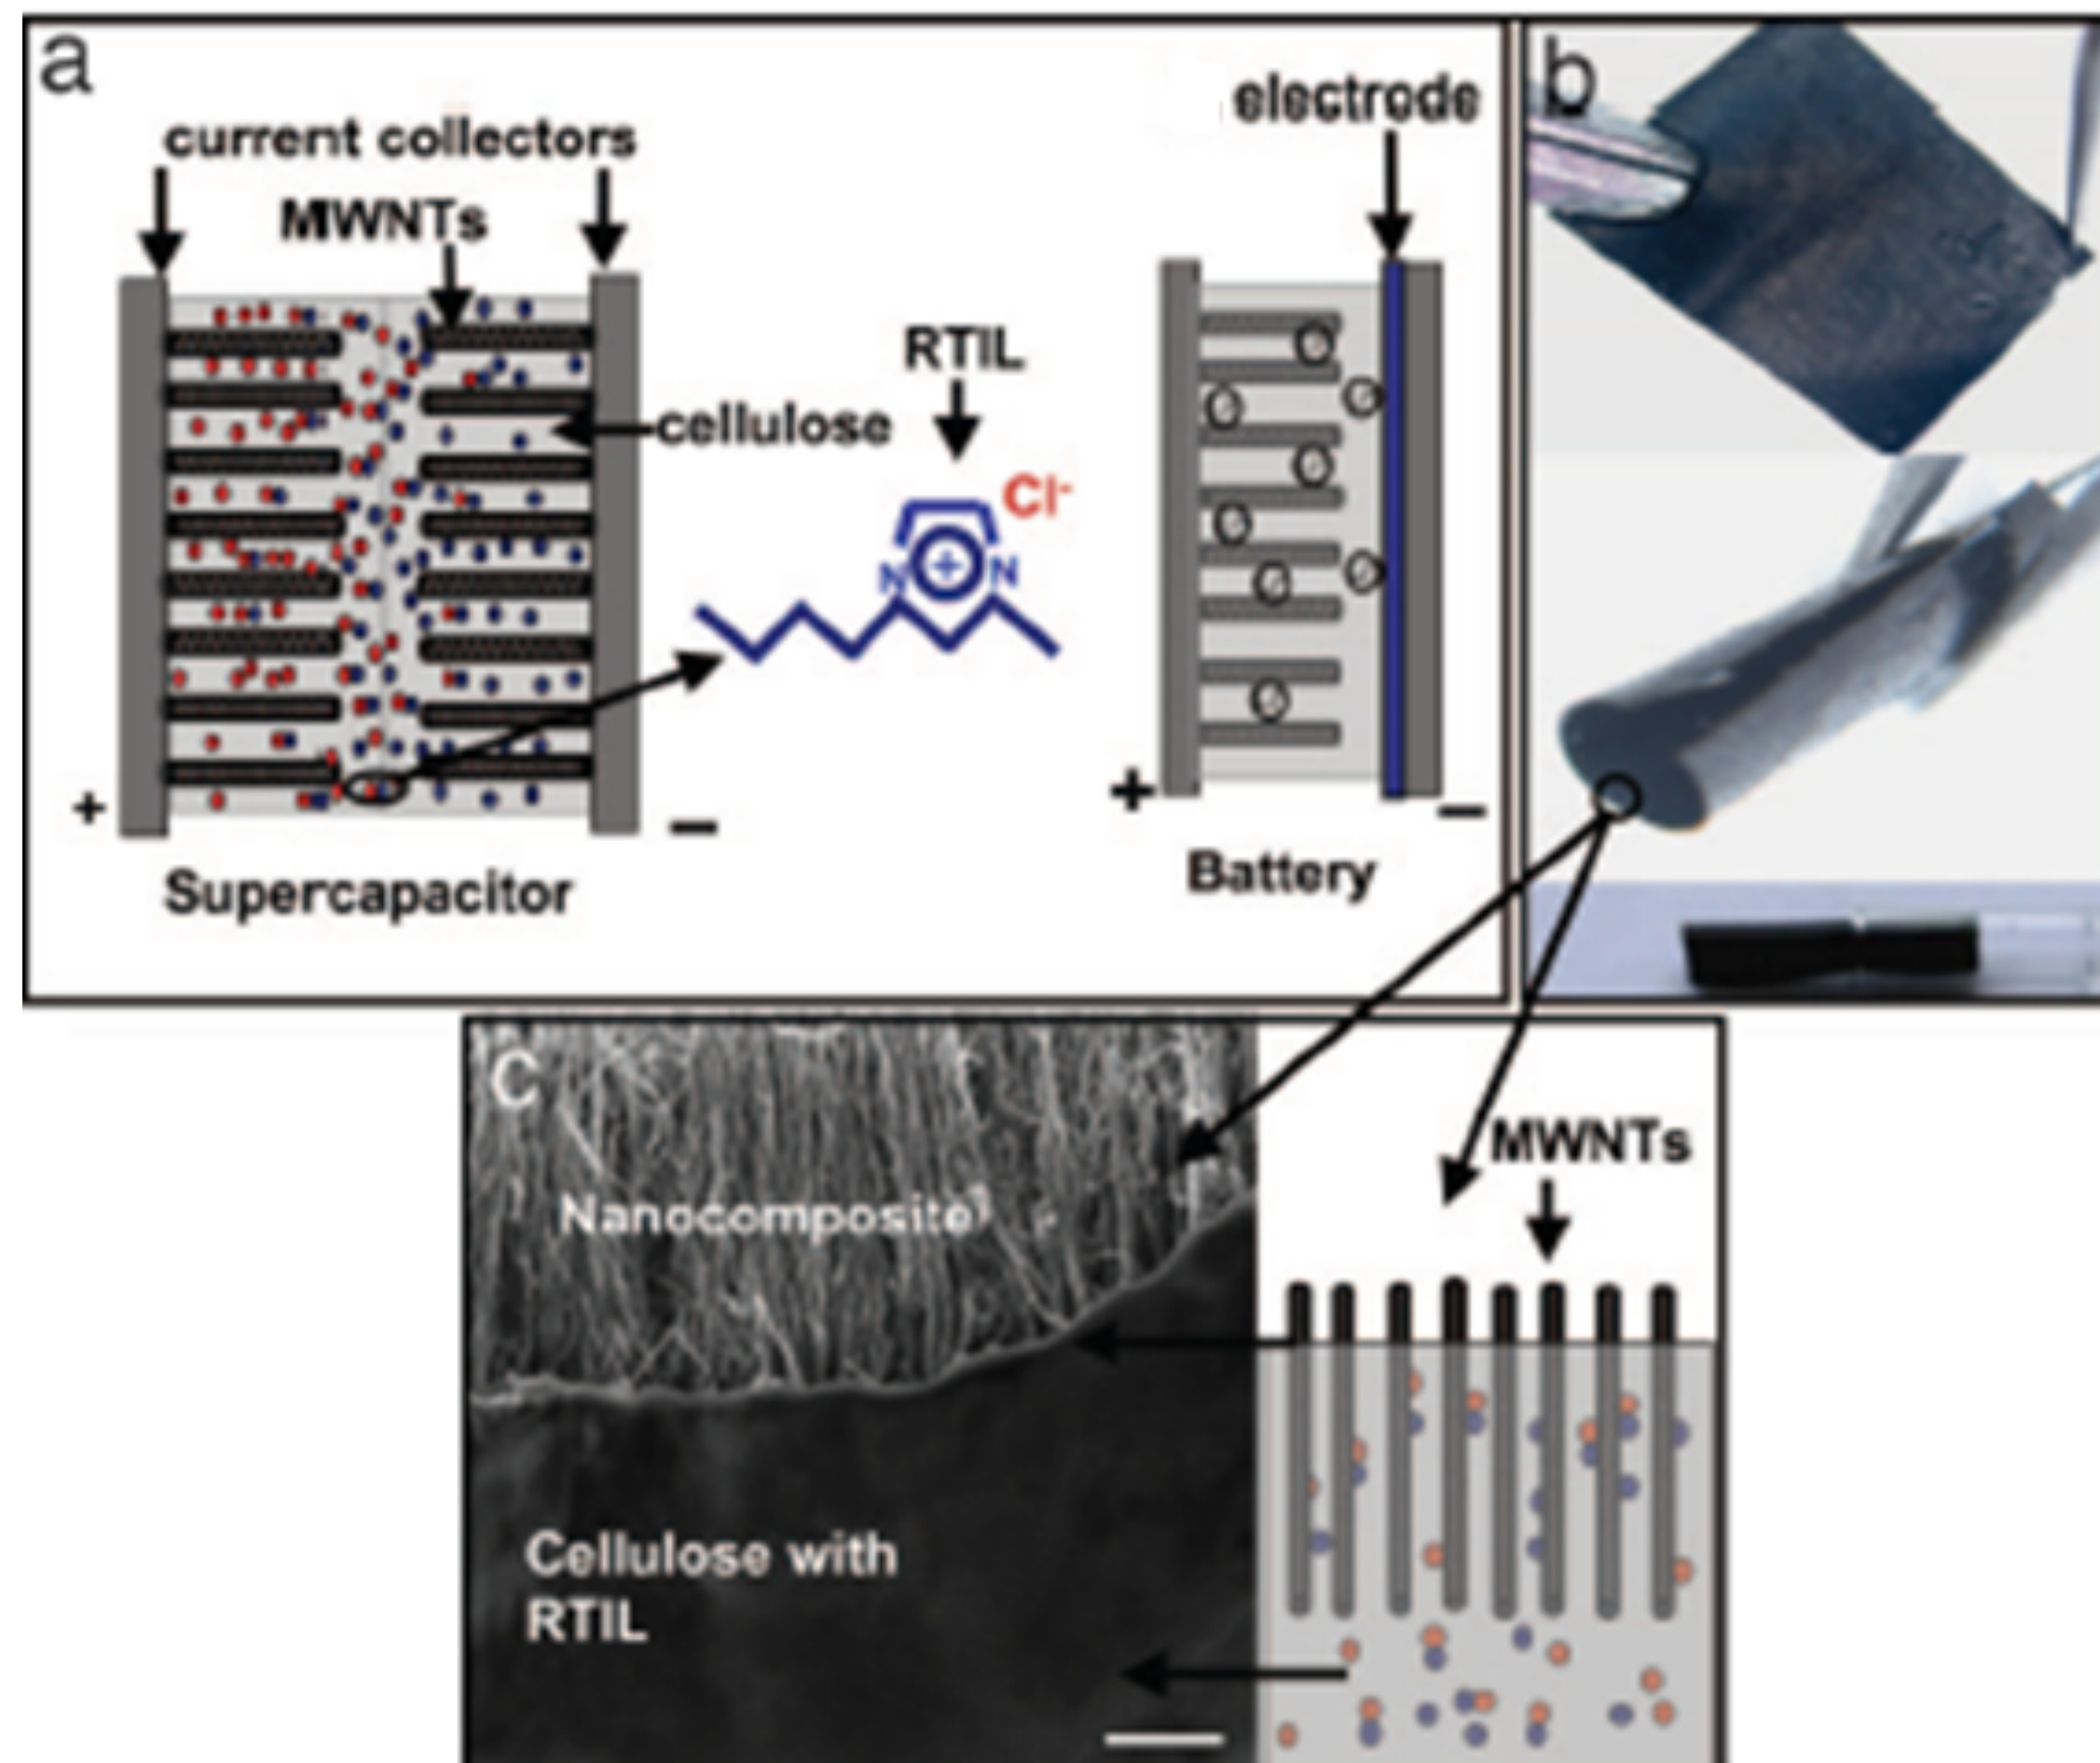 a
current collectors
MWNTs
cellulose
RTIL
Cl-
N + N
electrode
+
−
Supercapacitor
+
−
Battery
b
c
Nanocomposite
Cellulose with
RTIL
MWNTs